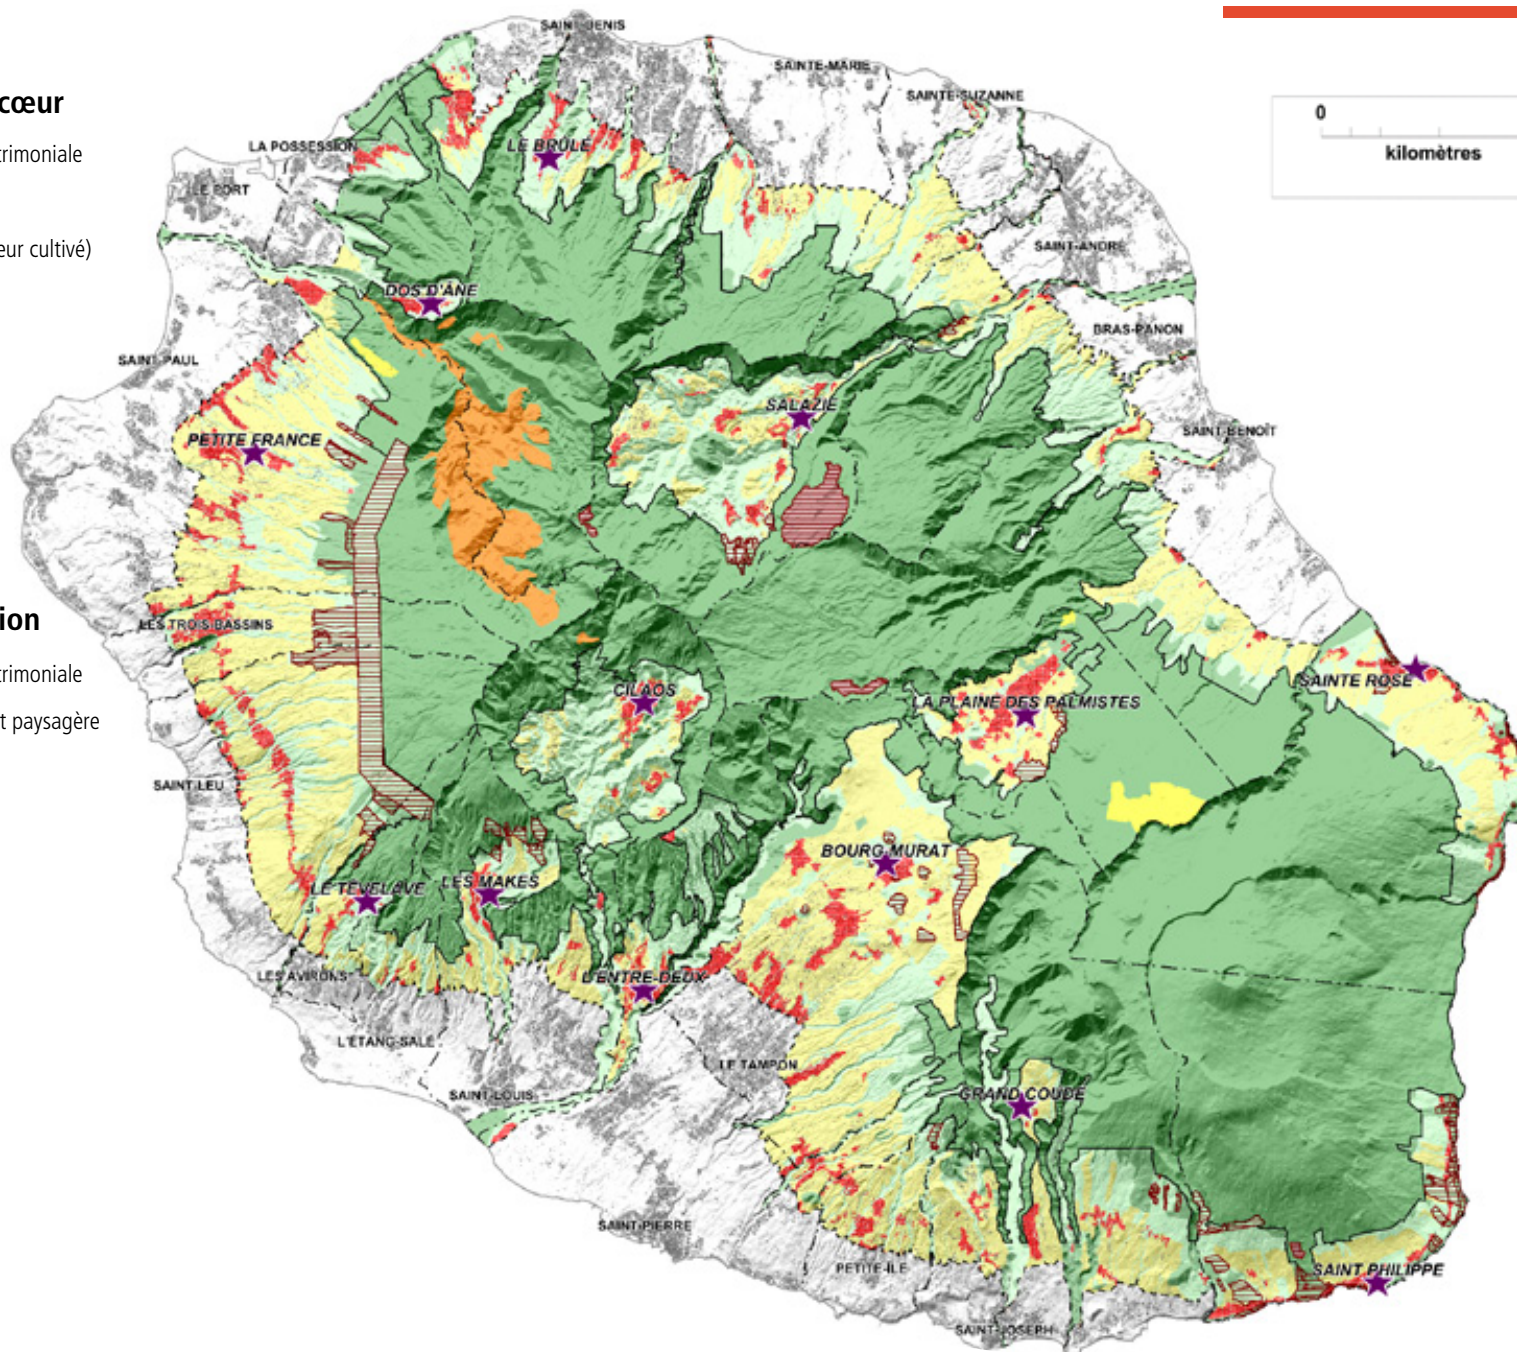 cœur
trimoniale
eur cultivé)
ion
trimoniale
t paysagère
0
kilomètres
SAINT-DENIS
SAINTE-MARIE
SAINTE-SUZANNE
LA POSSESSION
LE BRÛLÉ
LE PORT
SAINT-ANDRÉ
DOS D'ANE
BRAS-PANON
SAINT-PAUL
SALAZIE
PETITE FRANCE
SAINT-BENOÎT
LES TROIS-BASSINS
SAINTE ROSE
CILAOS
LA PLAINE DES PALMISTES
SAINT-LEU
BOURG-MURAT
LE TÉVELAVE
LES MAKES
LES AVIRONS
L'ENTRE-DEUX
L'ÉTANG-SALÉ
LE TAMPON
SAINT-LOUIS
GRAND COUDE
SAINT-PIERRE
PETITE-ÎLE
SAINT PHILIPPE
SAINT-JOSEPH